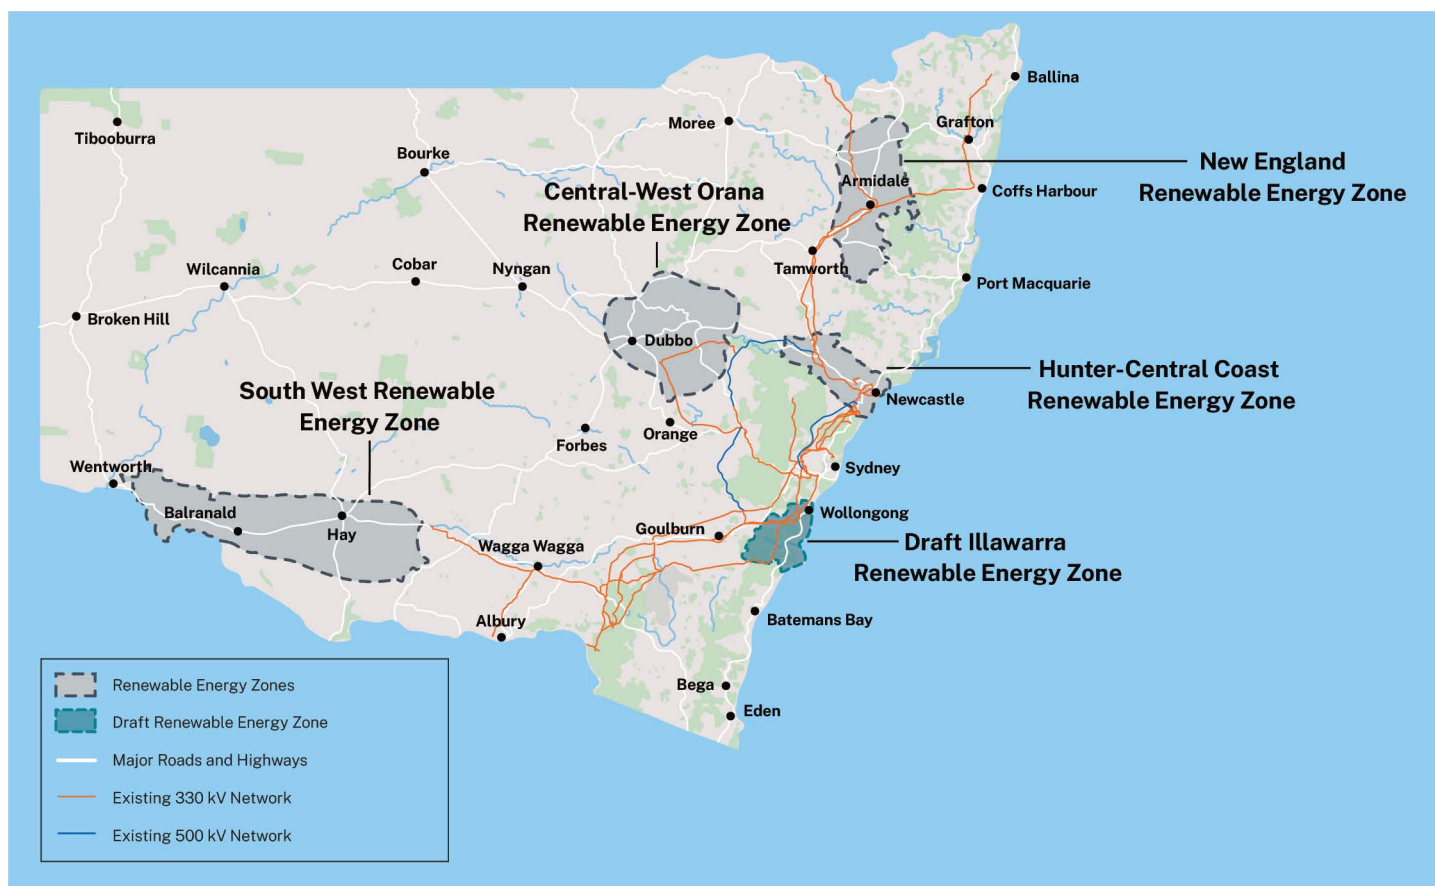 Ballina
Tibooburra
Moree
Grafton
Bourke
New England
Renewable Energy Zone
Armidale
Coffs Harbour
Central-West Orana
Renewable Energy Zone
Wilcannia
Cobar
Nyngan
Tamworth
Port Macquarie
Broken Hill
Dubbo
Hunter-Central Coast
Renewable Energy Zone
Newcastle
South West Renewable
Energy Zone
Forbes
Orange
Sydney
Wentworth
Balranald
Hay
Wollongong
Goulburn
Wagga Wagga
Draft Illawarra
Renewable Energy Zone
Albury
Batemans Bay
Bega
Eden
Renewable Energy Zones
Draft Renewable Energy Zone
Major Roads and Highways
Existing 330 kV Network
Existing 500 kV Network